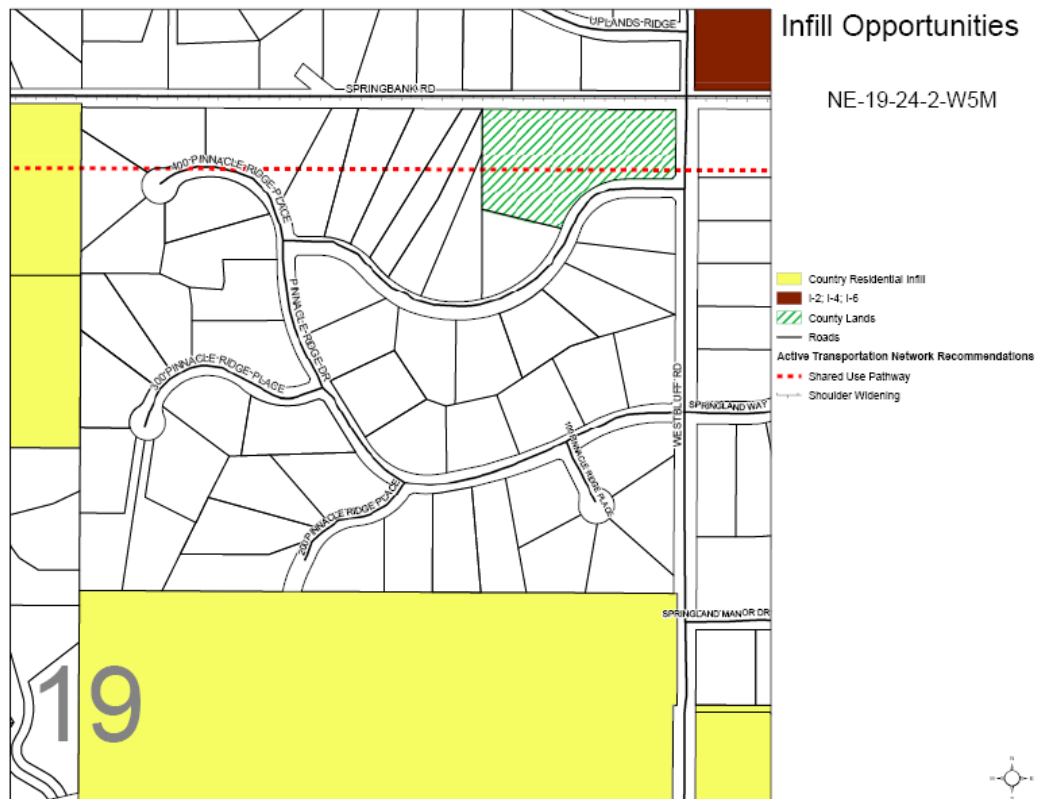 Infill Opportunities
NE-19-24-2-W5M
UPLANDS-RIDGE
SPRINGBANK RD
400-PINNACLE-RIDGE-PLACE
PINNACLE-RIDGE-DR
300-PINNACLE-RIDGE-PLACE
WESTBLUFF RD
SPRINGLAND WAY
100 PINNACLE RIDGE PLACE
200 PINNACLE RIDGE PLACE
SPRINGLAND MANOR DR
19
Country Residential Infill
I-2; I-4; I-6
County Lands
Roads
Active Transportation Network Recommendations
Shared Use Pathway
Shoulder Widening
N
W
E
S